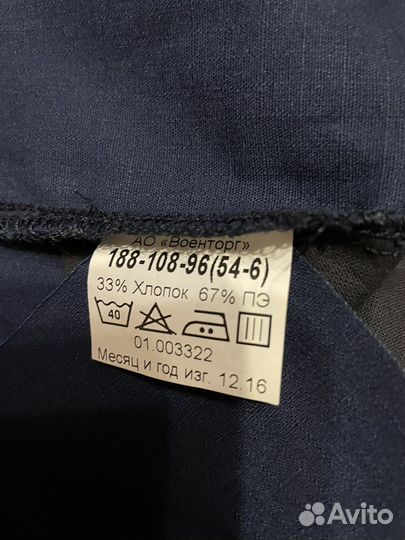 АО «Военторг»
188-108-96(54-6)
33% Хлопок 67% ПЭ
40
01.003322
Месяц и год изг. 12.16
Avito